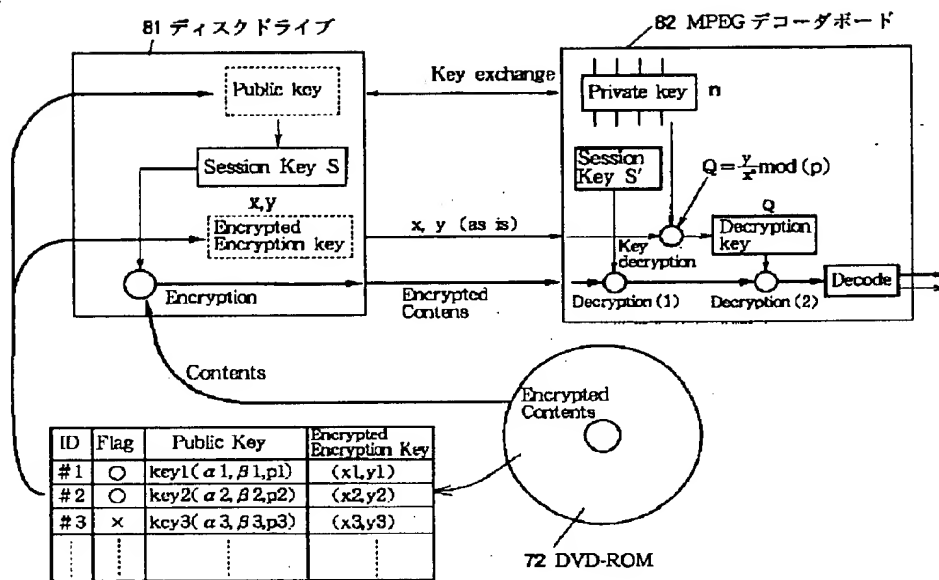 81 ディスクドライブ
82 MPEG デコーダボード
Public key
Key exchange
Private key n
Session Key S
Session
Key S'
Q=y/xⁿmod(p)
x,y
Encrypted
Encryption key
x, y (as is)
Q
Decryption
key
Key
decryption
Encryption
Encrypted
Contens
Decryption(1)
Decryption(2)
Decode
Contents
Encrypted
Contents
ID Flag Public Key Encrypted Encryption Key
#1 ○ key1(α1,β1,p1) (x1,y1)
#2 ○ key2(α2,β2,p2) (x2,y2)
#3 × key3(α3,β3,p3) (x3,y3)
72 DVD-ROM